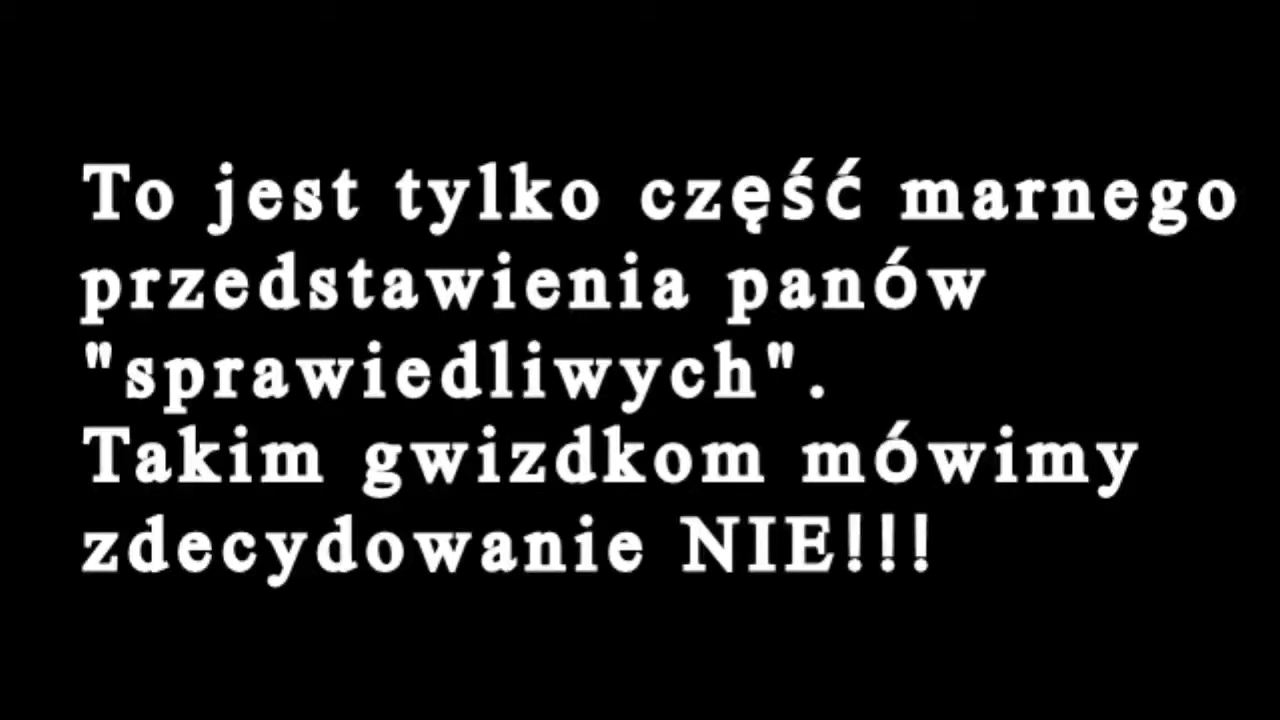 To jest tylko część marnego
przedstawienia panów
"sprawiedliwych".
Takim gwizdkom mówimy
zdecydowanie NIE!!!